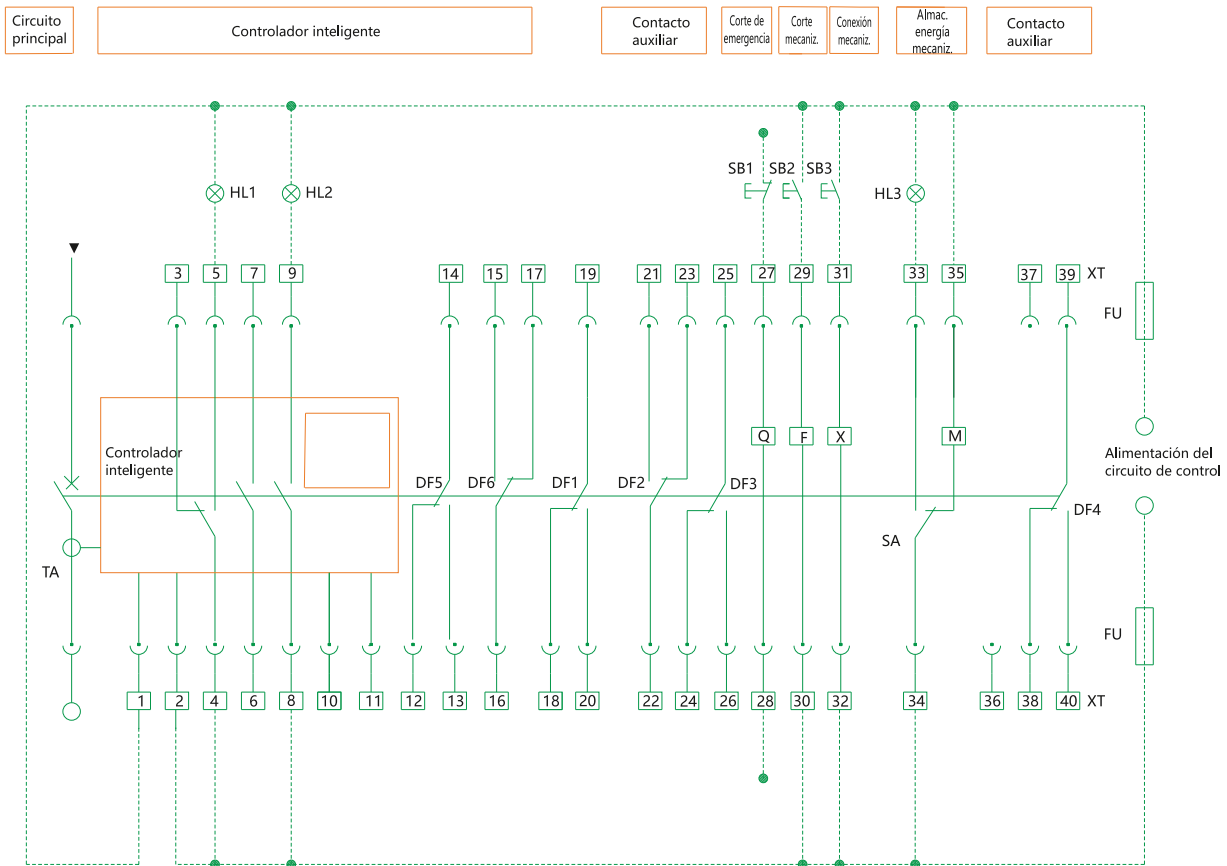 Circuito
principal
Controlador inteligente
Contacto
auxiliar
Corte de
emergencia
Corte
mecaniz.
Conexión
mecaniz.
Almac.
energía
mecaniz.
Contacto
auxiliar
HL1
HL2
SB1
SB2
SB3
HL3
3
5
7
9
14
15
17
19
21
23
25
27
29
31
33
35
37
39
XT
FU
Controlador
inteligente
Q
F
X
M
Alimentación del
circuito de control
DF5
DF6
DF1
DF2
DF3
DF4
SA
TA
FU
1
2
4
6
8
10
11
12
13
16
18
20
22
24
26
28
30
32
34
36
38
40
XT